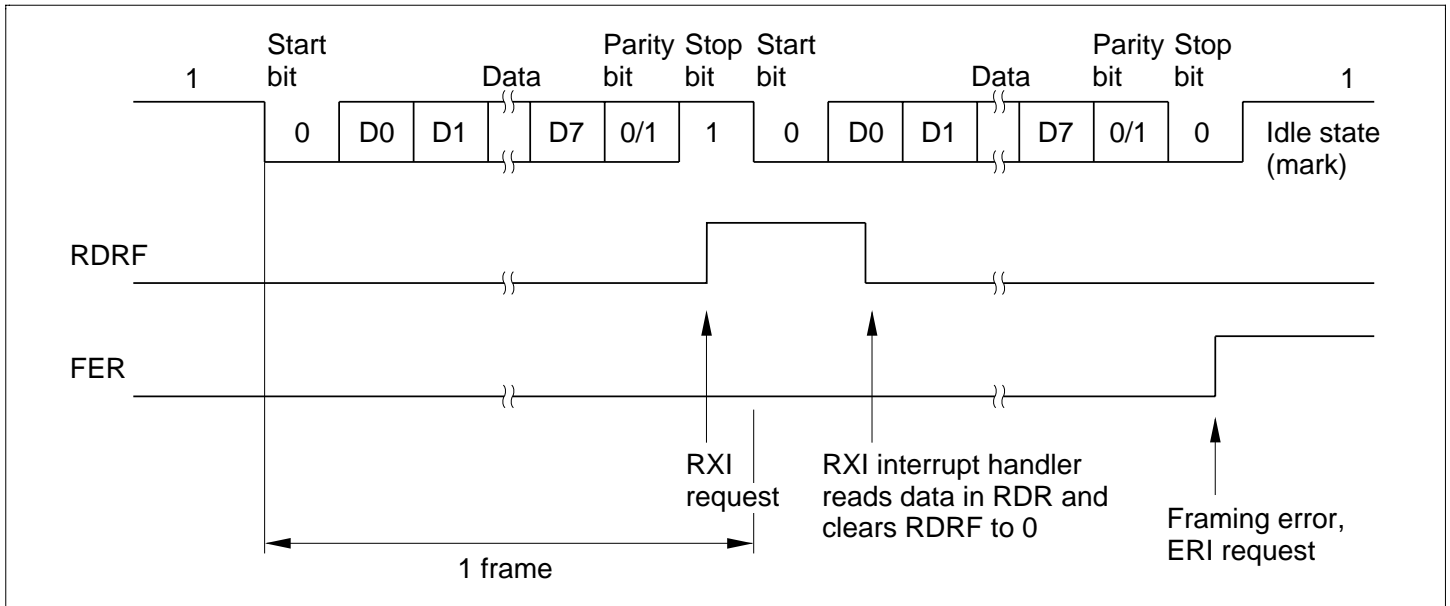 Start bit
Data
Parity bit
Stop bit
Start bit
Data
Parity bit
Stop bit
1
1
0
D0
D1
D7
0/1
1
0
D0
D1
D7
0/1
0
Idle state
(mark)
RDRF
FER
RXI
request
RXI interrupt handler
reads data in RDR and
clears RDRF to 0
Framing error,
ERI request
1 frame